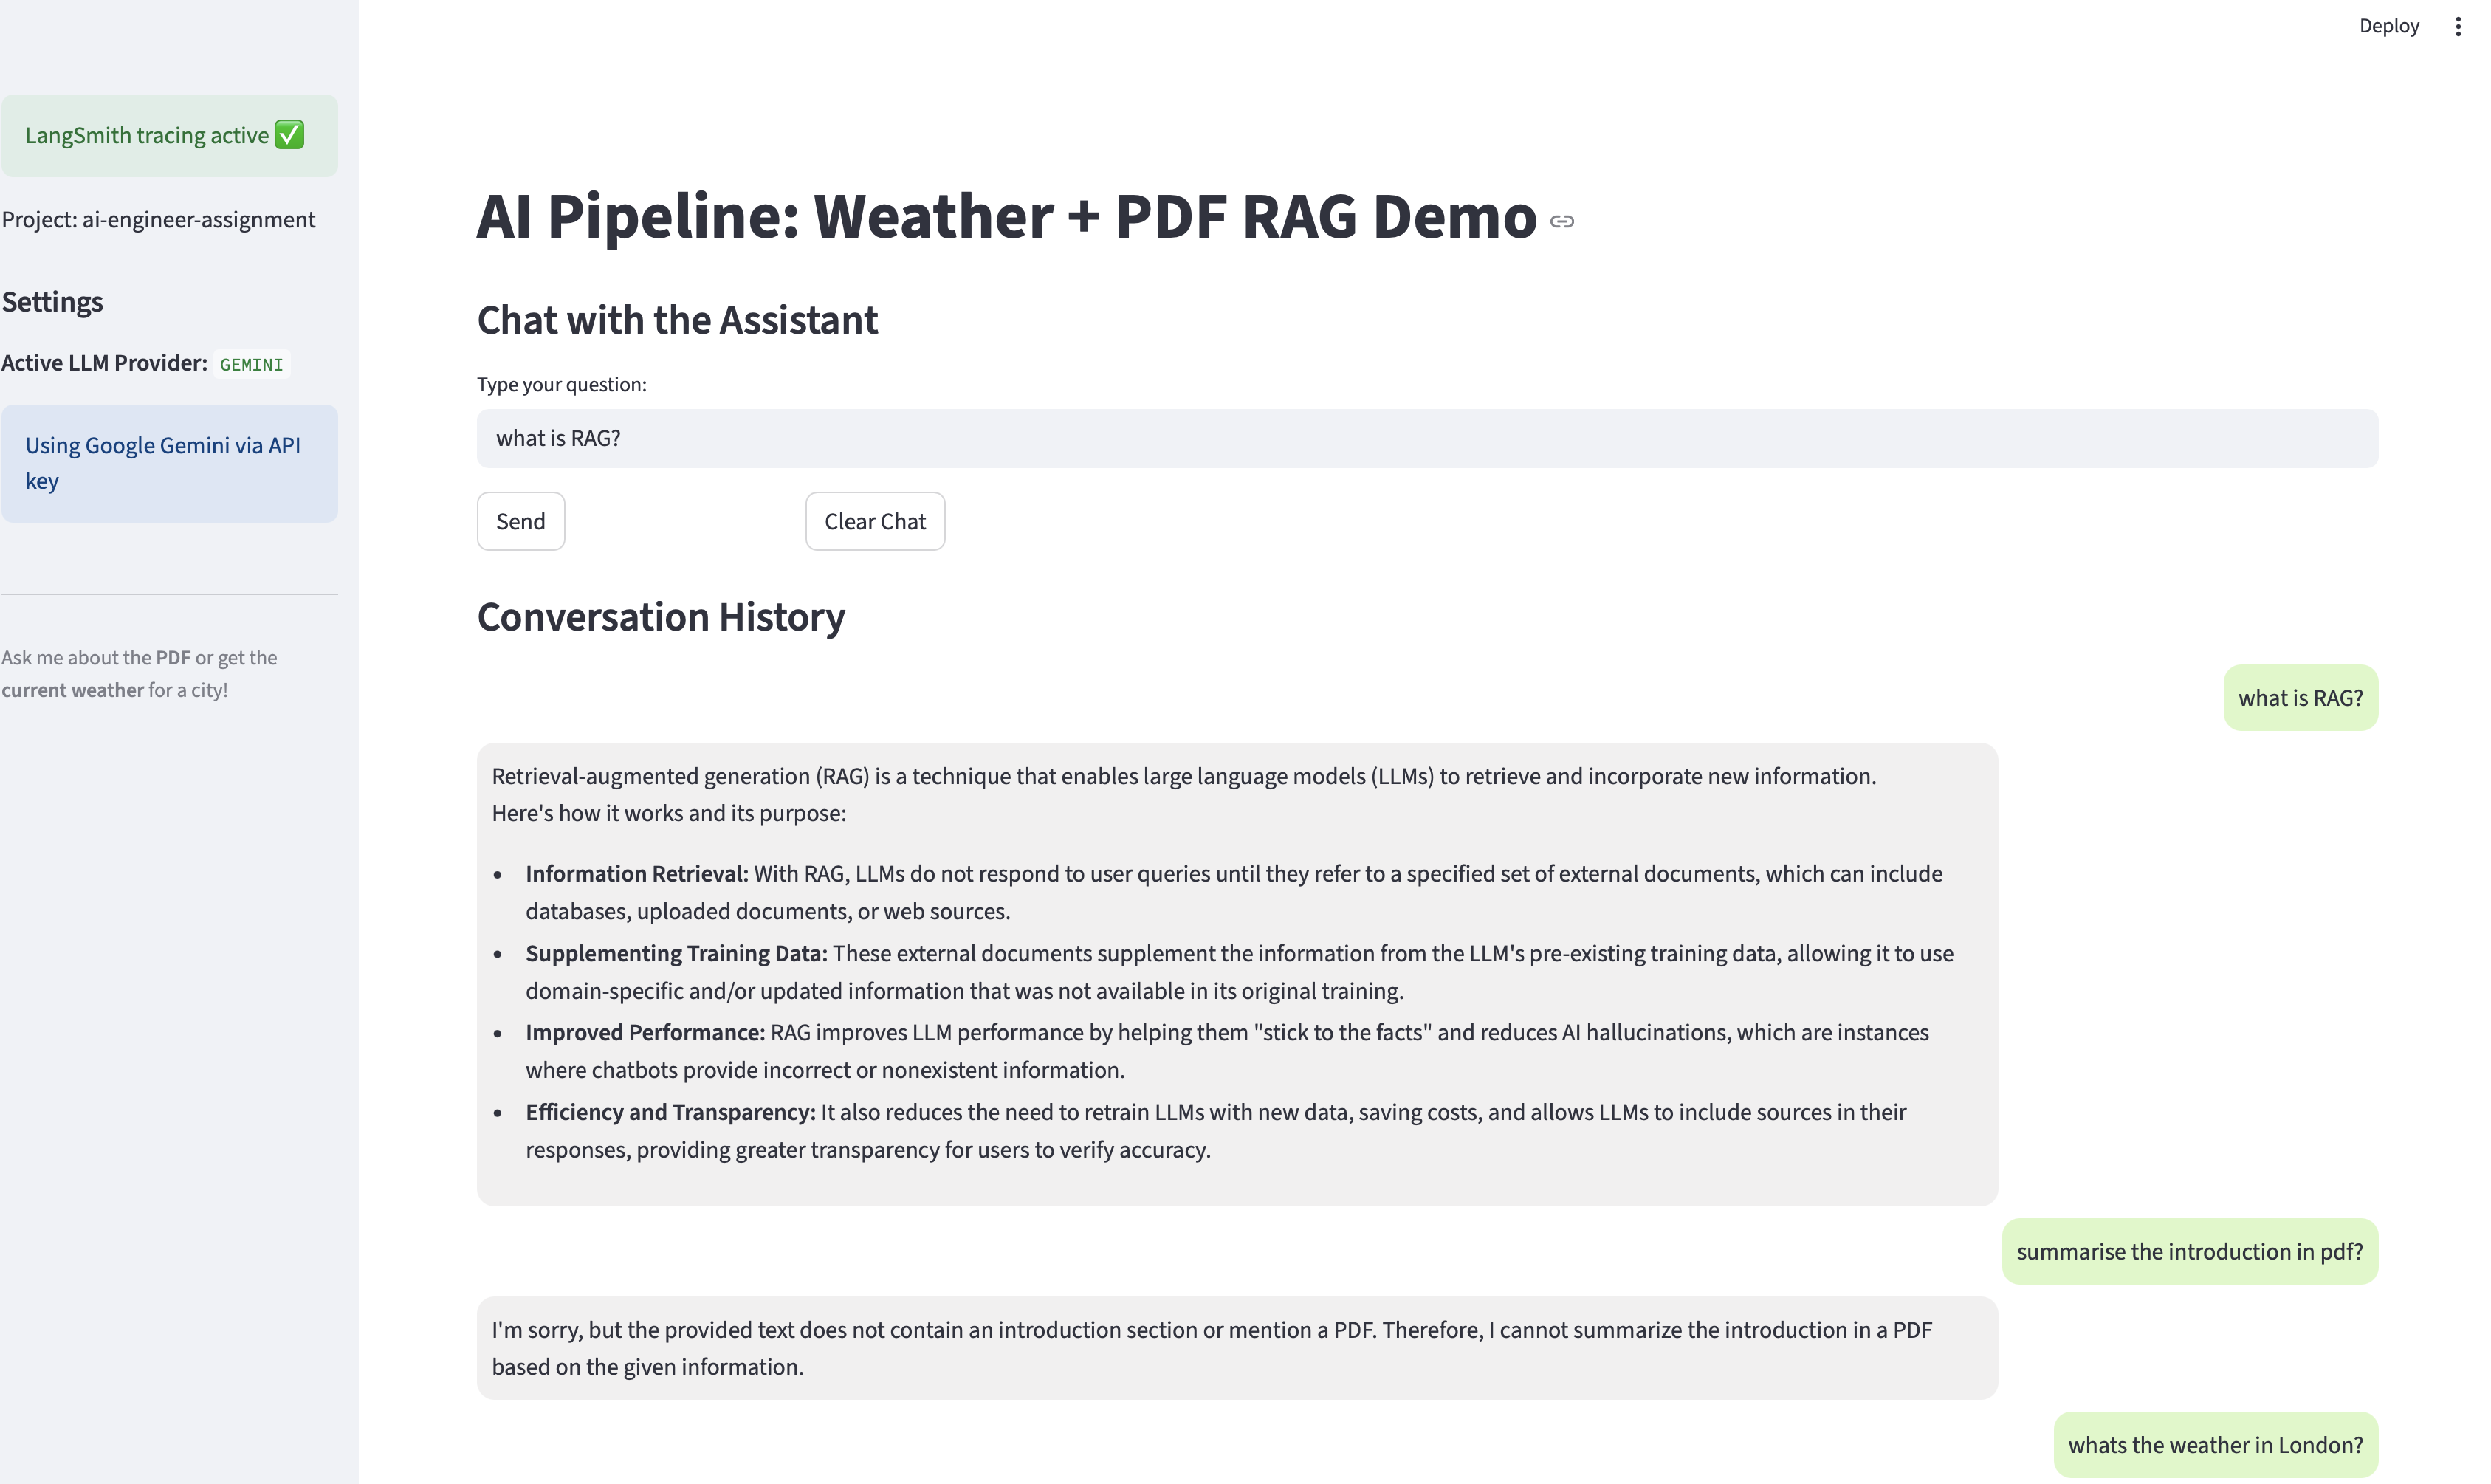 Deploy
LangSmith tracing active ✅
Project: ai-engineer-assignment
Settings
Active LLM Provider: GEMINI
Using Google Gemini via API
key
Ask me about the PDF or get the
current weather for a city!
AI Pipeline: Weather + PDF RAG Demo
Chat with the Assistant
Type your question:
what is RAG?
Send
Clear Chat
Conversation History
what is RAG?
Retrieval-augmented generation (RAG) is a technique that enables large language models (LLMs) to retrieve and incorporate new information.
Here's how it works and its purpose:
• Information Retrieval: With RAG, LLMs do not respond to user queries until they refer to a specified set of external documents, which can include
databases, uploaded documents, or web sources.
• Supplementing Training Data: These external documents supplement the information from the LLM's pre-existing training data, allowing it to use
domain-specific and/or updated information that was not available in its original training.
• Improved Performance: RAG improves LLM performance by helping them "stick to the facts" and reduces AI hallucinations, which are instances
where chatbots provide incorrect or nonexistent information.
• Efficiency and Transparency: It also reduces the need to retrain LLMs with new data, saving costs, and allows LLMs to include sources in their
responses, providing greater transparency for users to verify accuracy.
summarise the introduction in pdf?
I'm sorry, but the provided text does not contain an introduction section or mention a PDF. Therefore, I cannot summarize the introduction in a PDF
based on the given information.
whats the weather in London?